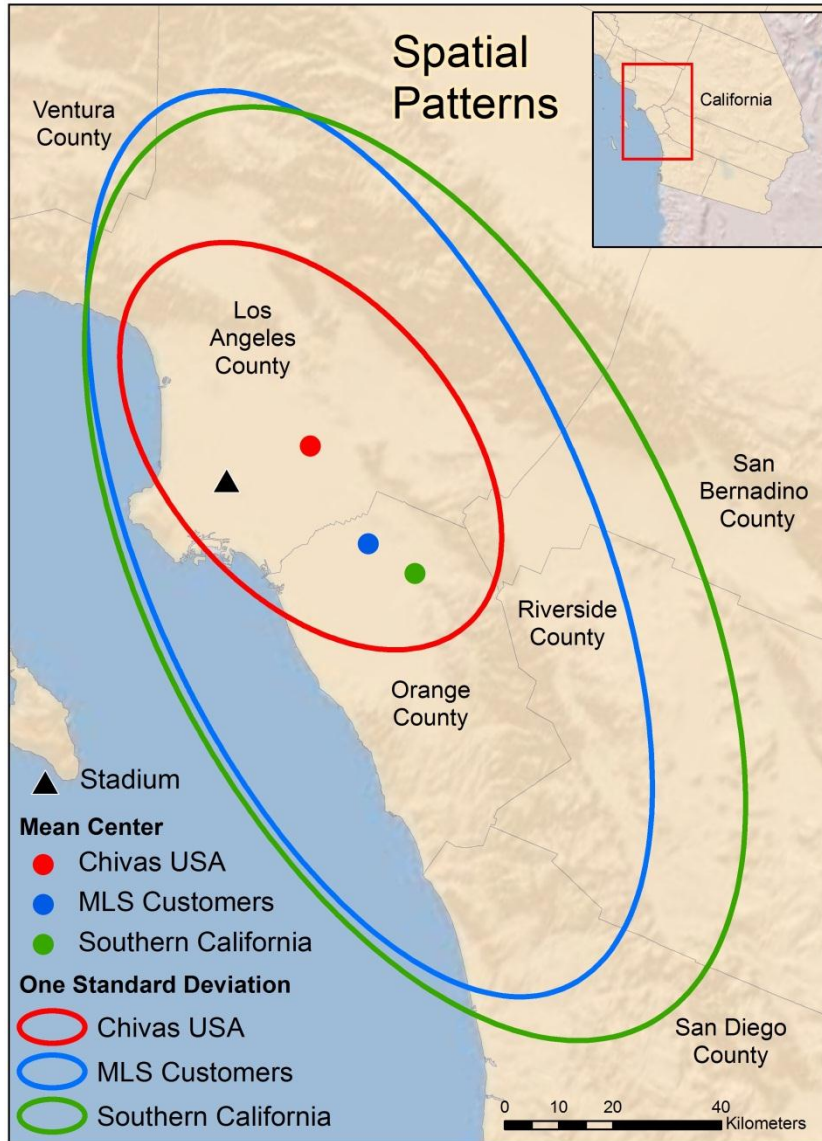 Spatial
Patterns
California
Ventura
County
Los
Angeles
County
San
Bernadino
County
Riverside
County
Orange
County
San Diego
County
Stadium
Mean Center
Chivas USA
MLS Customers
Southern California
One Standard Deviation
Chivas USA
MLS Customers
Southern California
0 10 20 40
Kilometers